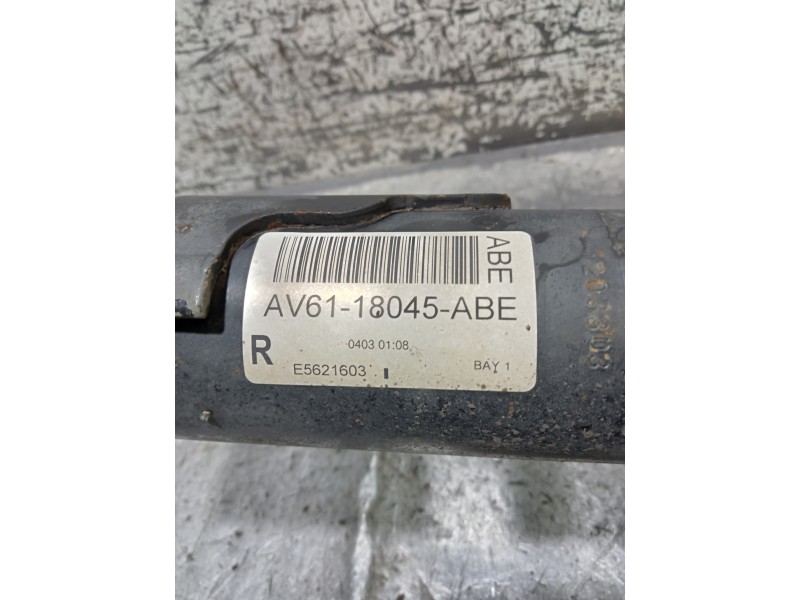 ABE
AV61-18045-ABE
R
0403 01:08
E5621603
BAY 1